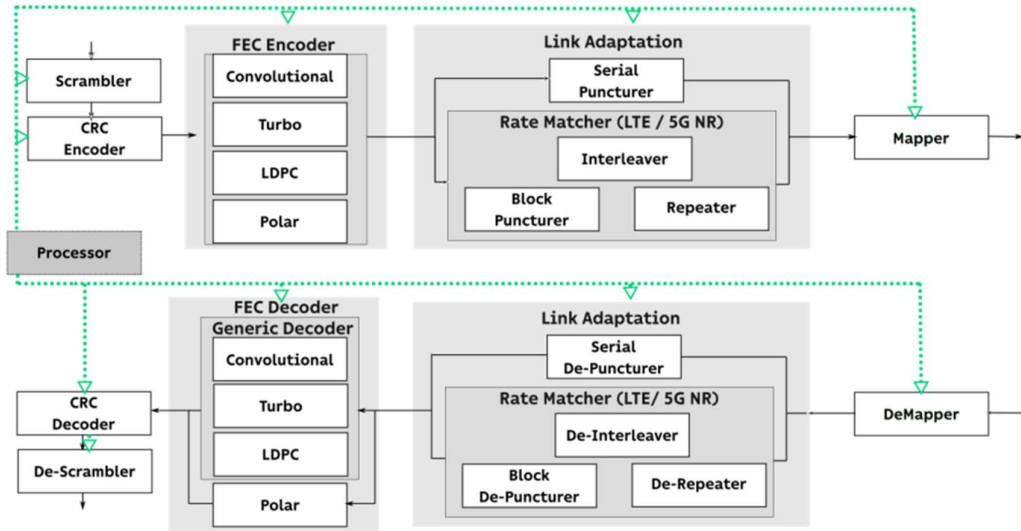 FEC Encoder
Link Adaptation
Scrambler
CRC
Encoder
Convolutional
Turbo
LDPC
Polar
Serial
Puncturer
Rate Matcher (LTE / 5G NR)
Interleaver
Block
Puncturer
Repeater
Mapper
Processor
FEC Decoder
Generic Decoder
Convolutional
Turbo
LDPC
Polar
Link Adaptation
Serial
De-Puncturer
Rate Matcher (LTE/ 5G NR)
De-Interleaver
Block
De-Puncturer
De-Repeater
DeMapper
CRC
Decoder
De-Scrambler